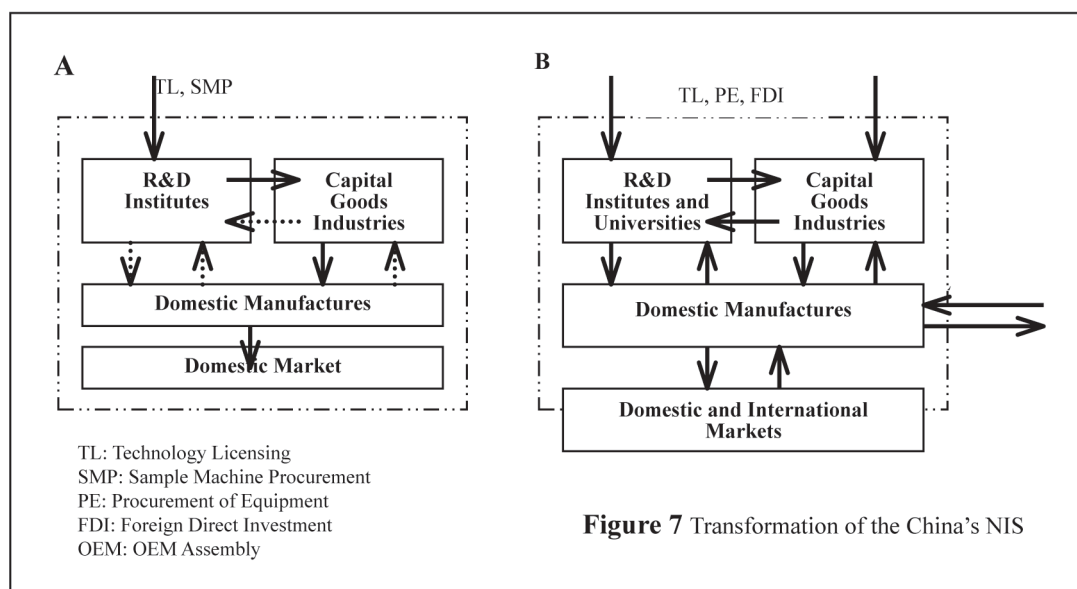 A
TL, SMP
R&D
Institutes
Capital
Goods
Industries
Domestic Manufactures
Domestic Market
B
TL, PE, FDI
R&D
Institutes and
Universities
Capital
Goods
Industries
Domestic Manufactures
Domestic and International
Markets
TL: Technology Licensing
SMP: Sample Machine Procurement
PE: Procurement of Equipment
FDI: Foreign Direct Investment
OEM: OEM Assembly
Figure 7 Transformation of the China's NIS